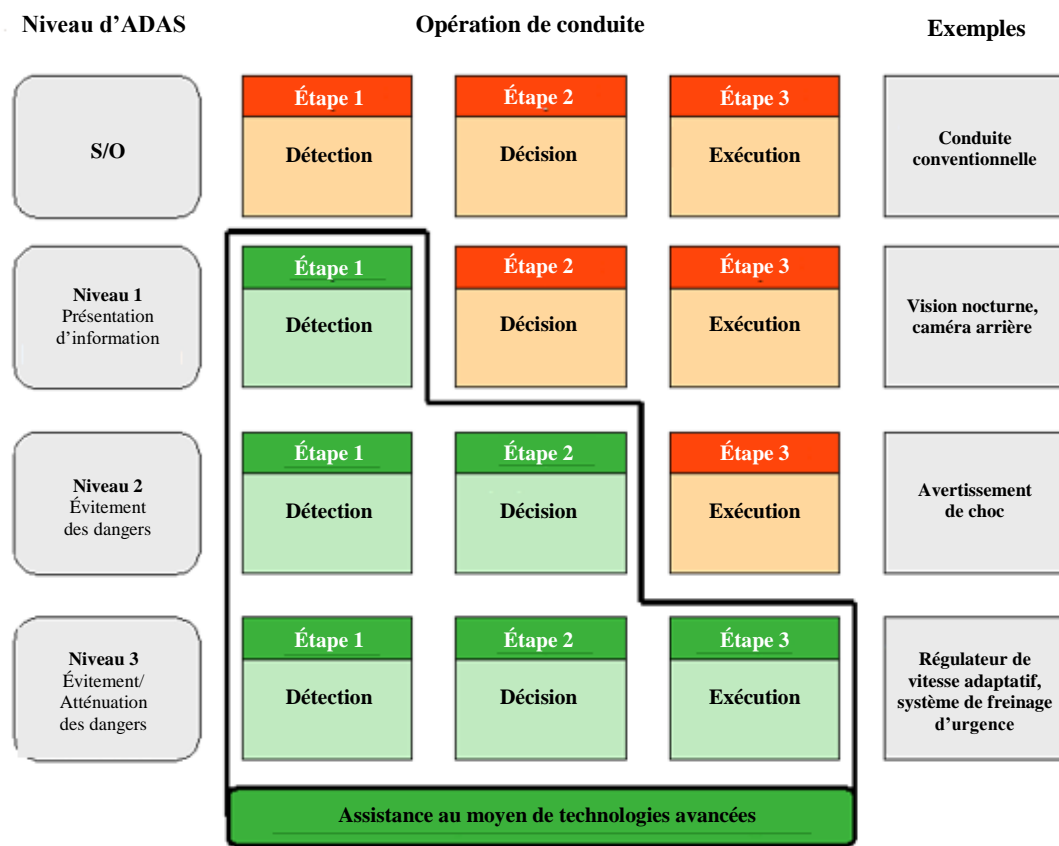 Niveau d’ADAS
Opération de conduite
Exemples
S/O
Étape 1
Détection
Étape 2
Décision
Étape 3
Exécution
Conduite
conventionnelle
Niveau 1
Présentation
d’information
Étape 1
Détection
Étape 2
Décision
Étape 3
Exécution
Vision nocturne,
caméra arrière
Niveau 2
Évitement
des dangers
Étape 1
Détection
Étape 2
Décision
Étape 3
Exécution
Avertissement
de choc
Niveau 3
Évitement/
Atténuation
des dangers
Étape 1
Détection
Étape 2
Décision
Étape 3
Exécution
Régulateur de
vitesse adaptatif,
système de freinage
d’urgence
Assistance au moyen de technologies avancées